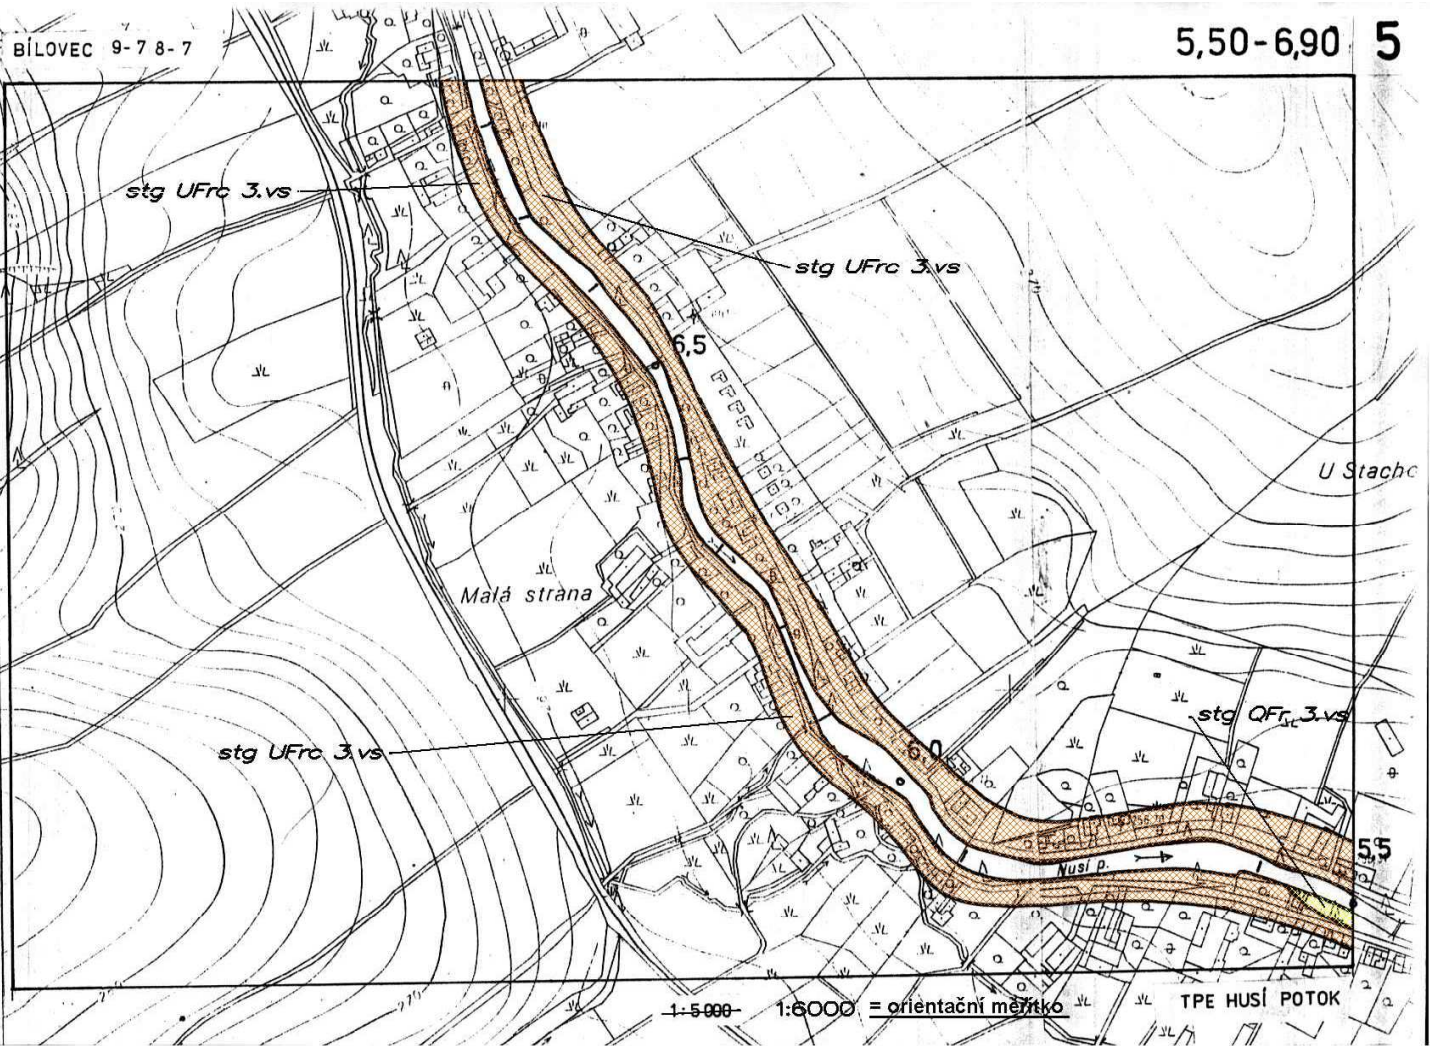 BÍLOVEC 9-7 8-7
5,50-6,90 5
stg UFrc 3.vs
stg UFrc 3.vs
6,5
U Stacho
Malá strana
stg QFr 3.vs
stg UFrc 3.vs
6,0
5,5
Husí p.
1:5000 1:6000 = orientační měřítko
TPE HUSÍ POTOK